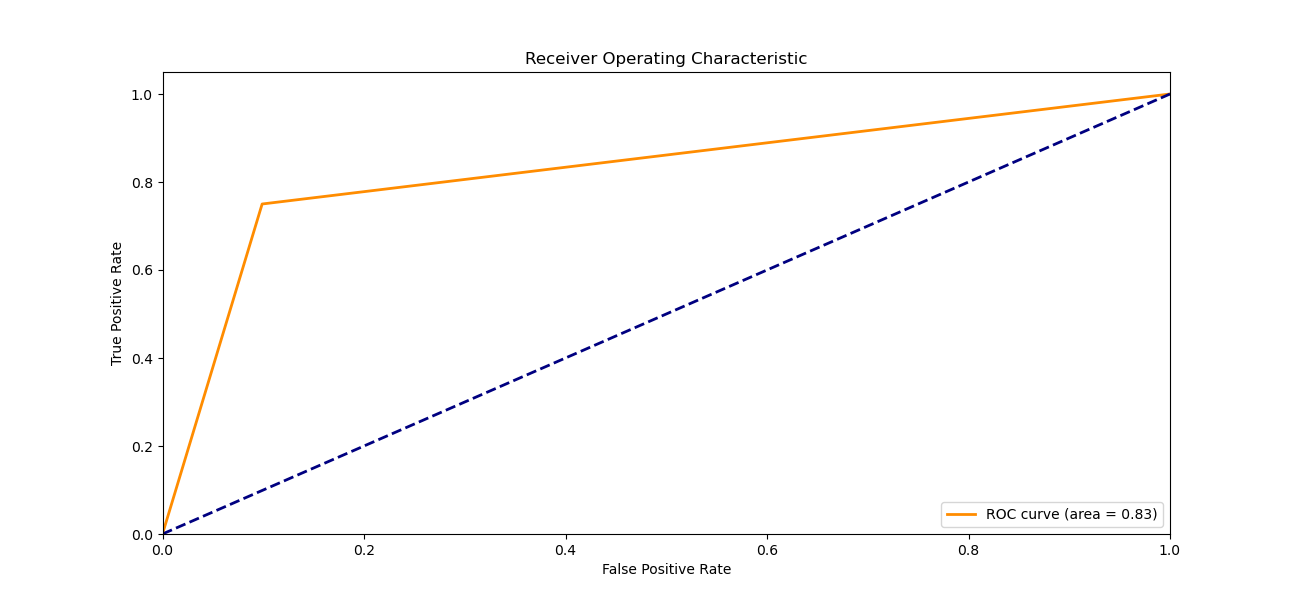 Receiver Operating Characteristic
1.0
0.8
0.6
0.4
0.2
0.0
True Positive Rate
ROC curve (area = 0.83)
0.0 0.2 0.4 0.6 0.8 1.0
False Positive Rate